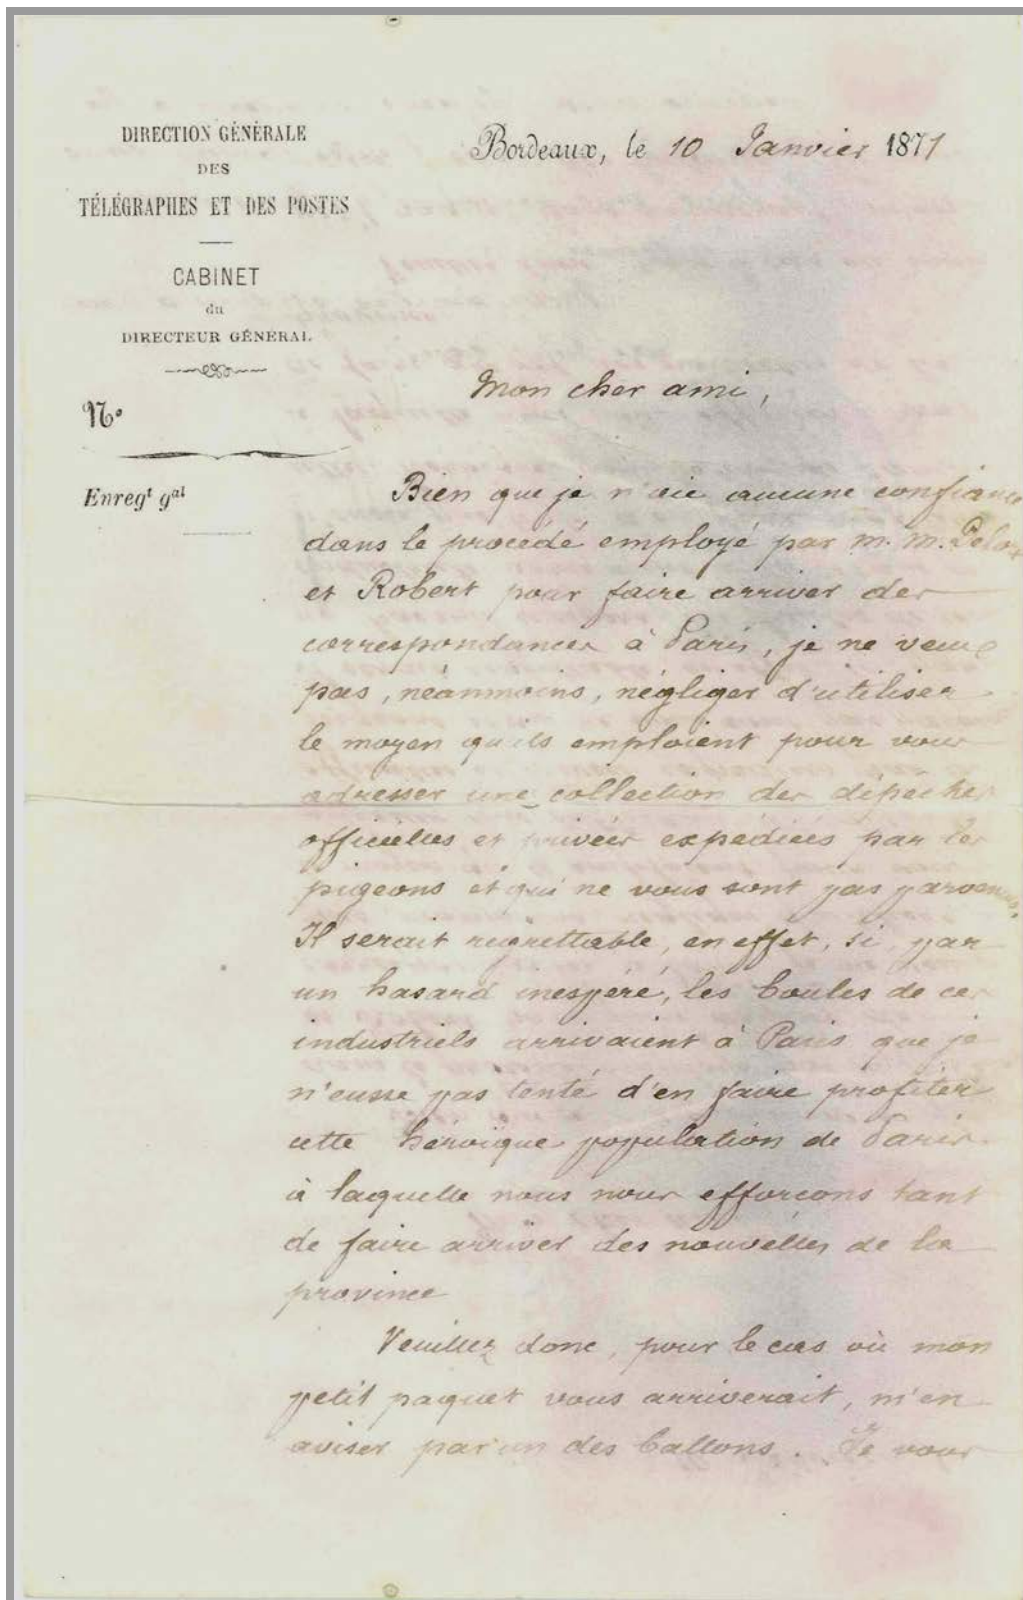 DIRECTION GÉNÉRALE
DES
TÉLÉGRAPHES ET DES POSTES
CABINET
du
DIRECTEUR GÉNÉRAL
N°
Enregt gal
Bordeaux, le 10 Janvier 1871
Mon cher ami,
Bien que je n'aie aucune confiance
dans le procédé employé par M. M. Delort
et Robert pour faire arriver des
correspondances à Paris, je ne veux
pas, néanmoins, négliger d'utiliser
le moyen qu'ils emploient pour vous
adresser une collection des dépêches
officielles et privées expédiées par les
pigeons et qui ne vous sont pas parvenues.
Il serait regrettable, en effet, si, par
un hasard inespéré, les boules de ces
industriels arrivaient à Paris que je
n'eusse pas tenté d'en faire profiter
cette héroïque population de Paris
à laquelle nous nous efforçons tant
de faire arriver des nouvelles de la
province
Veuillez donc, pour le cas où mon
petit paquet vous arriverait, m'en
aviser par un des ballons. Je vous